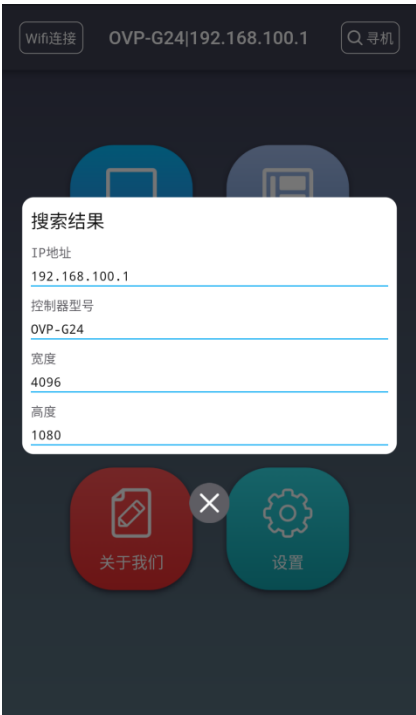 Wifi连接
OVP-G24|192.168.100.1
寻机
搜索结果
IP地址
192.168.100.1
控制器型号
OVP-G24
宽度
4096
高度
1080
关于我们
设置